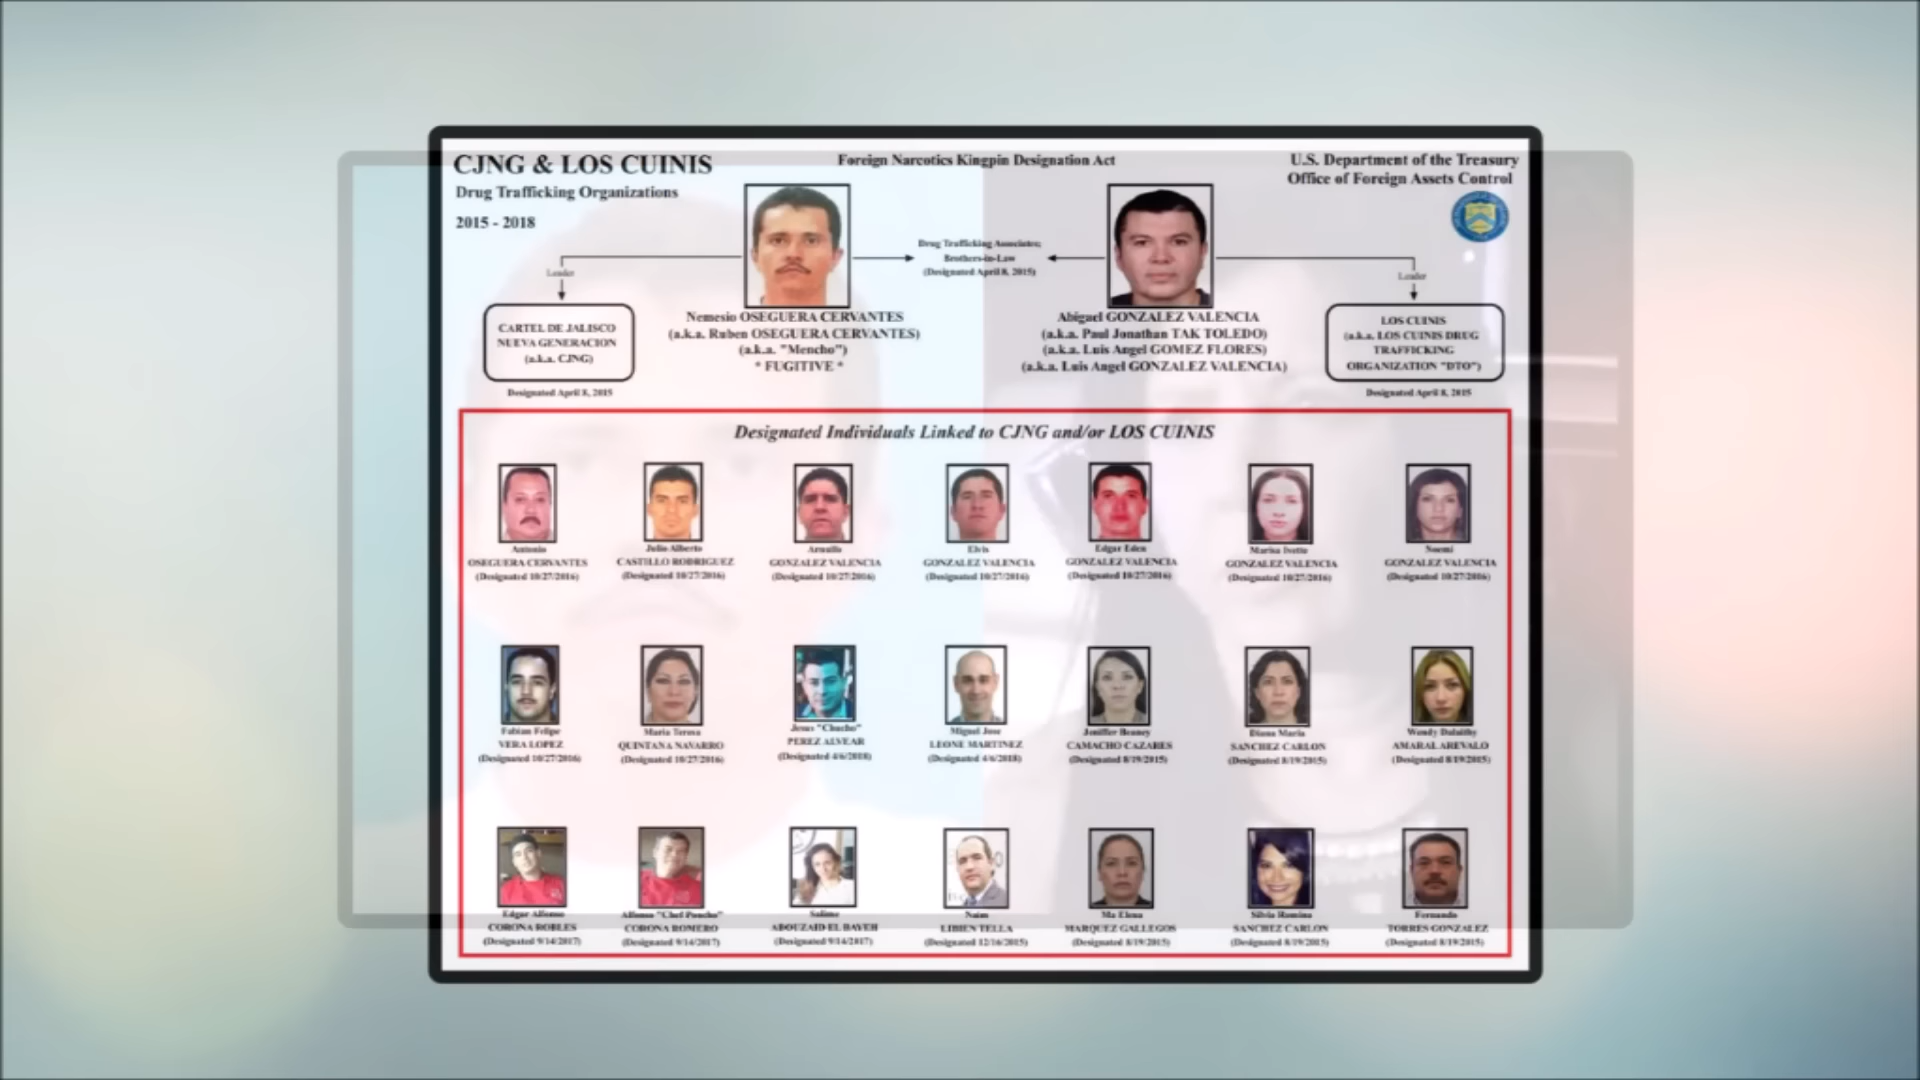 CJNG & LOS CUINIS
Drug Trafficking Organizations
2015 - 2018
Foreign Narcotics Kingpin Designation Act
U.S. Department of the Treasury
Office of Foreign Assets Control
Leader
Drug Trafficking Associates;
Brothers-in-Law
(Designated April 8, 2015)
Leader
CARTEL DE JALISCO
NUEVA GENERACION
(a.k.a. CJNG)
Designated April 8, 2015
Nemesio OSEGUERA CERVANTES
(a.k.a. Ruben OSEGUERA CERVANTES)
(a.k.a. "Mencho")
* FUGITIVE *
Abigael GONZALEZ VALENCIA
(a.k.a. Paul Jonathan TAK TOLEDO)
(a.k.a. Luis Angel GOMEZ FLORES)
(a.k.a. Luis Angel GONZALEZ VALENCIA)
LOS CUINIS
(a.k.a. LOS CUINIS DRUG
TRAFFICKING
ORGANIZATION "DTO")
Designated April 8, 2015
Designated Individuals Linked to CJNG and/or LOS CUINIS
Antonio
OSEGUERA CERVANTES
(Designated 10/27/2016)
Julio Alberto
CASTILLO RODRIGUEZ
(Designated 10/27/2016)
Arnulfo
GONZALEZ VALENCIA
(Designated 10/27/2016)
Elvis
GONZALEZ VALENCIA
(Designated 10/27/2016)
Edgar Eden
GONZALEZ VALENCIA
(Designated 10/27/2016)
Marisa Ivette
GONZALEZ VALENCIA
(Designated 10/27/2016)
Noemi
GONZALEZ VALENCIA
(Designated 10/27/2016)
Fabian Felipe
VERA LOPEZ
(Designated 10/27/2016)
Maria Teresa
QUINTANA NAVARRO
(Designated 10/27/2016)
Jesus "Chucho"
PEREZ ALVEAR
(Designated 4/6/2018)
Miguel Jose
LEONE MARTINEZ
(Designated 4/6/2018)
Jeniffer Beaney
CAMACHO CAZARES
(Designated 8/19/2015)
Diana Maria
SANCHEZ CARLON
(Designated 8/19/2015)
Wendy Dalaithy
AMARAL AREVALO
(Designated 8/19/2015)
Edgar Alfonso
CORONA ROBLES
(Designated 9/14/2017)
Alfonso "Chef Poncho"
CORONA ROMERO
(Designated 9/14/2017)
Salime
ABOUZAID EL BAYEH
(Designated 9/14/2017)
Naim
LIBIEN TELLA
(Designated 12/16/2015)
Ma Elena
MARQUEZ GALLEGOS
(Designated 8/19/2015)
Silvia Romina
SANCHEZ CARLON
(Designated 8/19/2015)
Fernando
TORRES GONZALEZ
(Designated 8/19/2015)